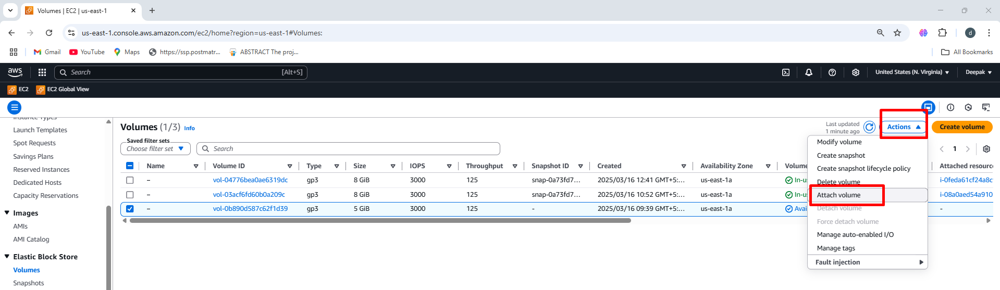 Volumes | EC2 | us-east-1
us-east-1.console.aws.amazon.com/ec2/home?region=us-east-1#Volumes:
d
Gmail YouTube Maps https://ssp.postmatr... ABSTRACT The proj... All Bookmarks
aws Search [Alt+S] United States (N. Virginia) Deepak
EC2 EC2 Global View
Instance Types
Launch Templates
Spot Requests
Savings Plans
Reserved Instances
Dedicated Hosts
Capacity Reservations
Images
AMIs
AMI Catalog
Elastic Block Store
Volumes
Snapshots
Volumes (1/3) Info
Last updated
1 minute ago
Actions Create volume
Saved filter sets
Choose filter set Search 1
Name Volume ID Type Size IOPS Throughput Snapshot ID Created Availability Zone Volume Attached resourc
– vol-04776bea0ae6319dc gp3 8 GiB 3000 125 snap-0a73fd7... 2025/03/16 12:41 GMT+5:... us-east-1a In-us i-0feda61cf24a8c
– vol-03acf6fd60b0a209c gp3 8 GiB 3000 125 snap-0a73fd7... 2025/03/16 10:52 GMT+5:... us-east-1a In-us i-08a0aed54a910
– vol-0b890d587c62f1d39 gp3 5 GiB 3000 125 - 2025/03/16 09:39 GMT+5:... us-east-1a Avai -
Modify volume
Create snapshot
Create snapshot lifecycle policy
Delete volume
Attach volume
Detach volume
Force detach volume
Manage auto-enabled I/O
Manage tags
Fault injection